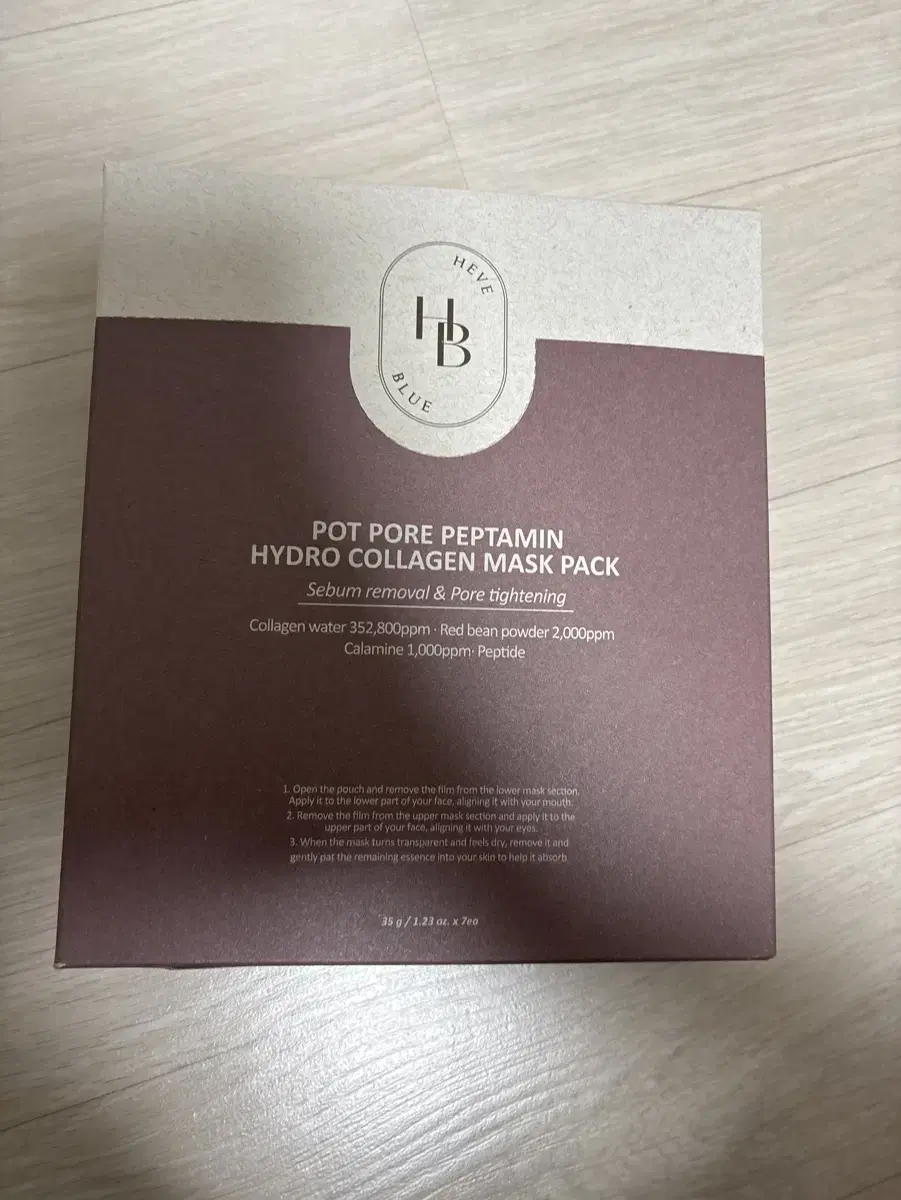 HEVE
HB
BLUE
POT PORE PEPTAMIN
HYDRO COLLAGEN MASK PACK
Sebum removal & Pore tightening
Collagen water 352,800ppm · Red bean powder 2,000ppm
Calamine 1,000ppm· Peptide
1. Open the pouch and remove the film from the lower mask section.
Apply it to the lower part of your face, aligning it with your mouth.
2. Remove the film from the upper mask section and apply it to the
upper part of your face, aligning it with your eyes.
3. When the mask turns transparent and feels dry, remove it and
gently pat the remaining essence into your skin to help it absorb.
35 g / 1.23 oz. x 7ea